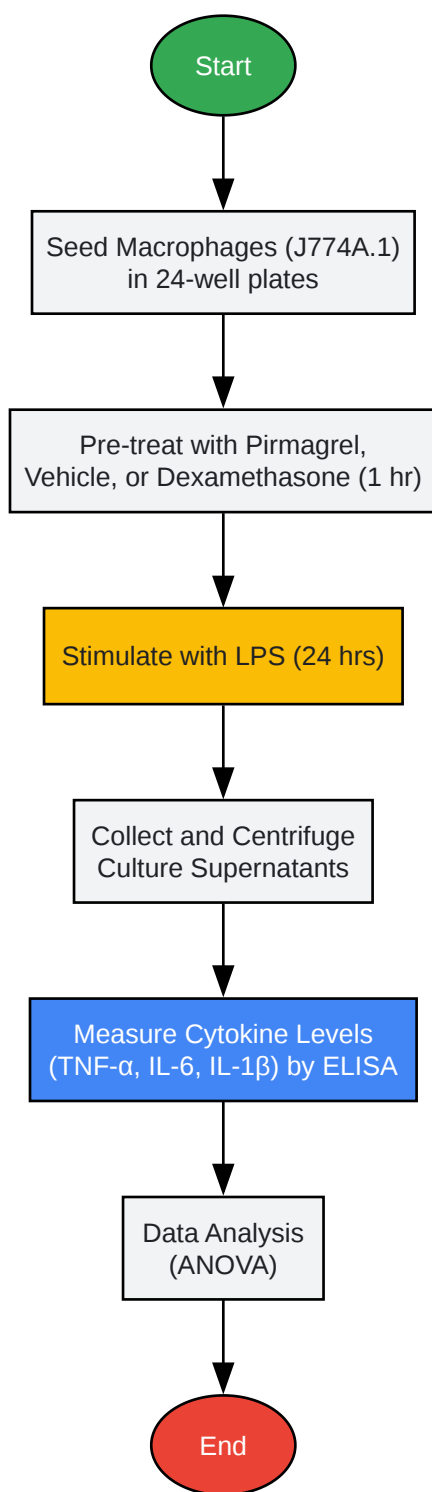 Start
Seed Macrophages (J774A.1)
in 24-well plates
Pre-treat with Pirmagrel,
Vehicle, or Dexamethasone (1 hr)
Stimulate with LPS (24 hrs)
Collect and Centrifuge
Culture Supernatants
Measure Cytokine Levels
(TNF-α, IL-6, IL-1β) by ELISA
Data Analysis
(ANOVA)
End